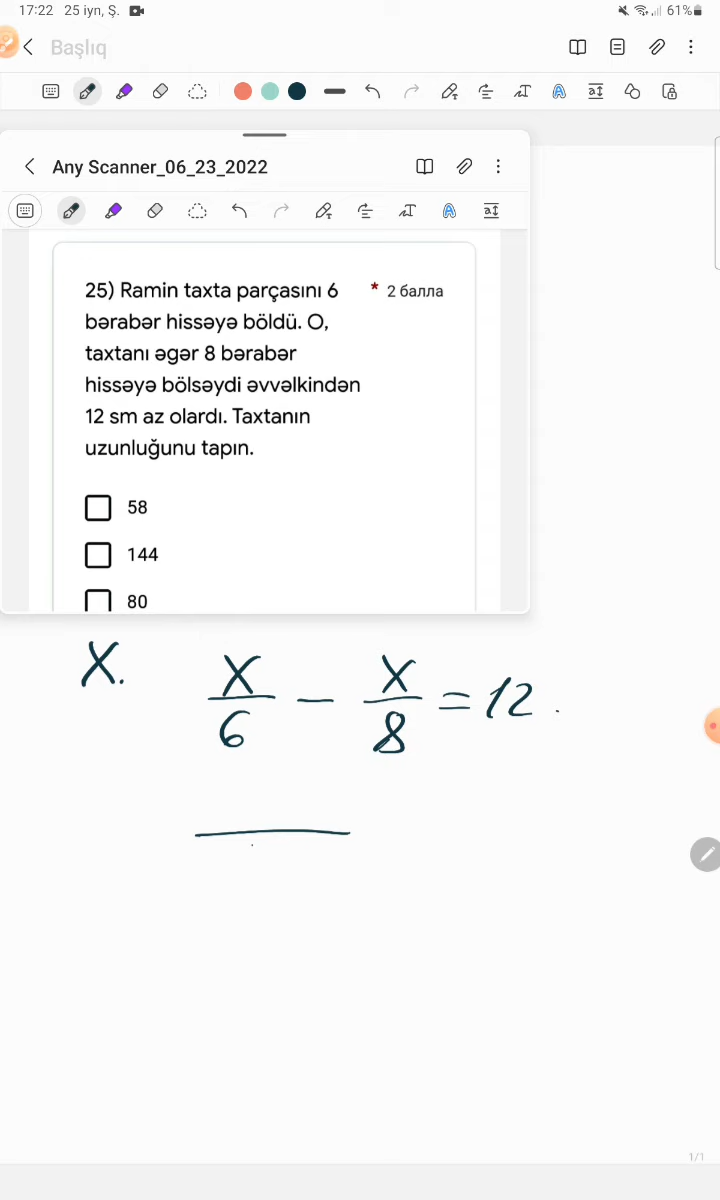 17:22 25 iyn, Ş. 61%
Başlıq
Any Scanner_06_23_2022
25) Ramin taxta parçasını 6 * 2 балла
bərabər hissəyə böldü. O,
taxtanı əgər 8 bərabər
hissəyə bölsəydi əvvəlkindən
12 sm az olardı. Taxtanın
uzunluğunu tapın.
58
144
80
X. X/6 - X/8 = 12.
1/1